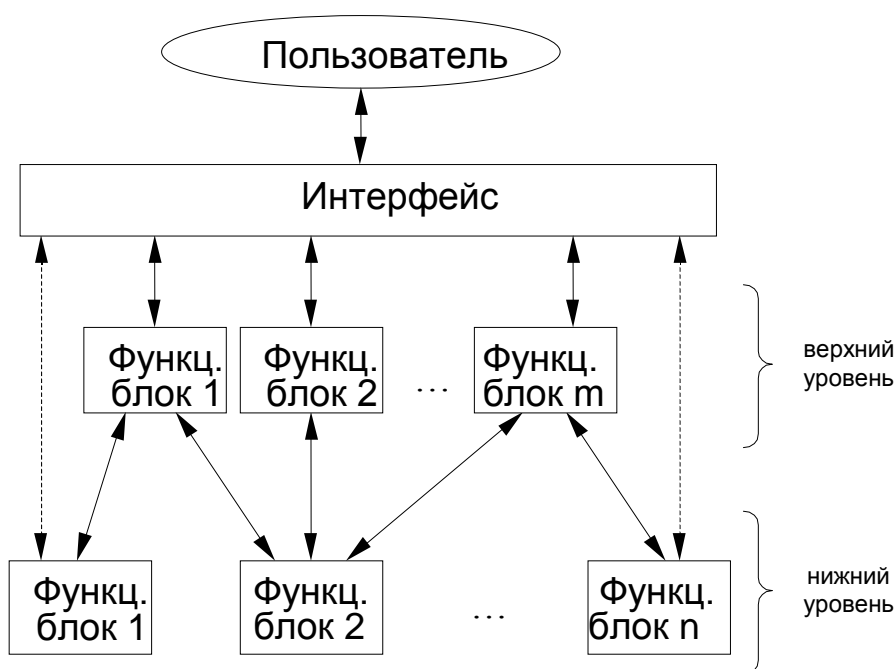 Пользователь
Интерфейс
Функц.
блок 1
Функц.
блок 2
...
Функц.
блок m
верхний
уровень
Функц.
блок 1
Функц.
блок 2
...
Функц.
блок n
нижний
уровень